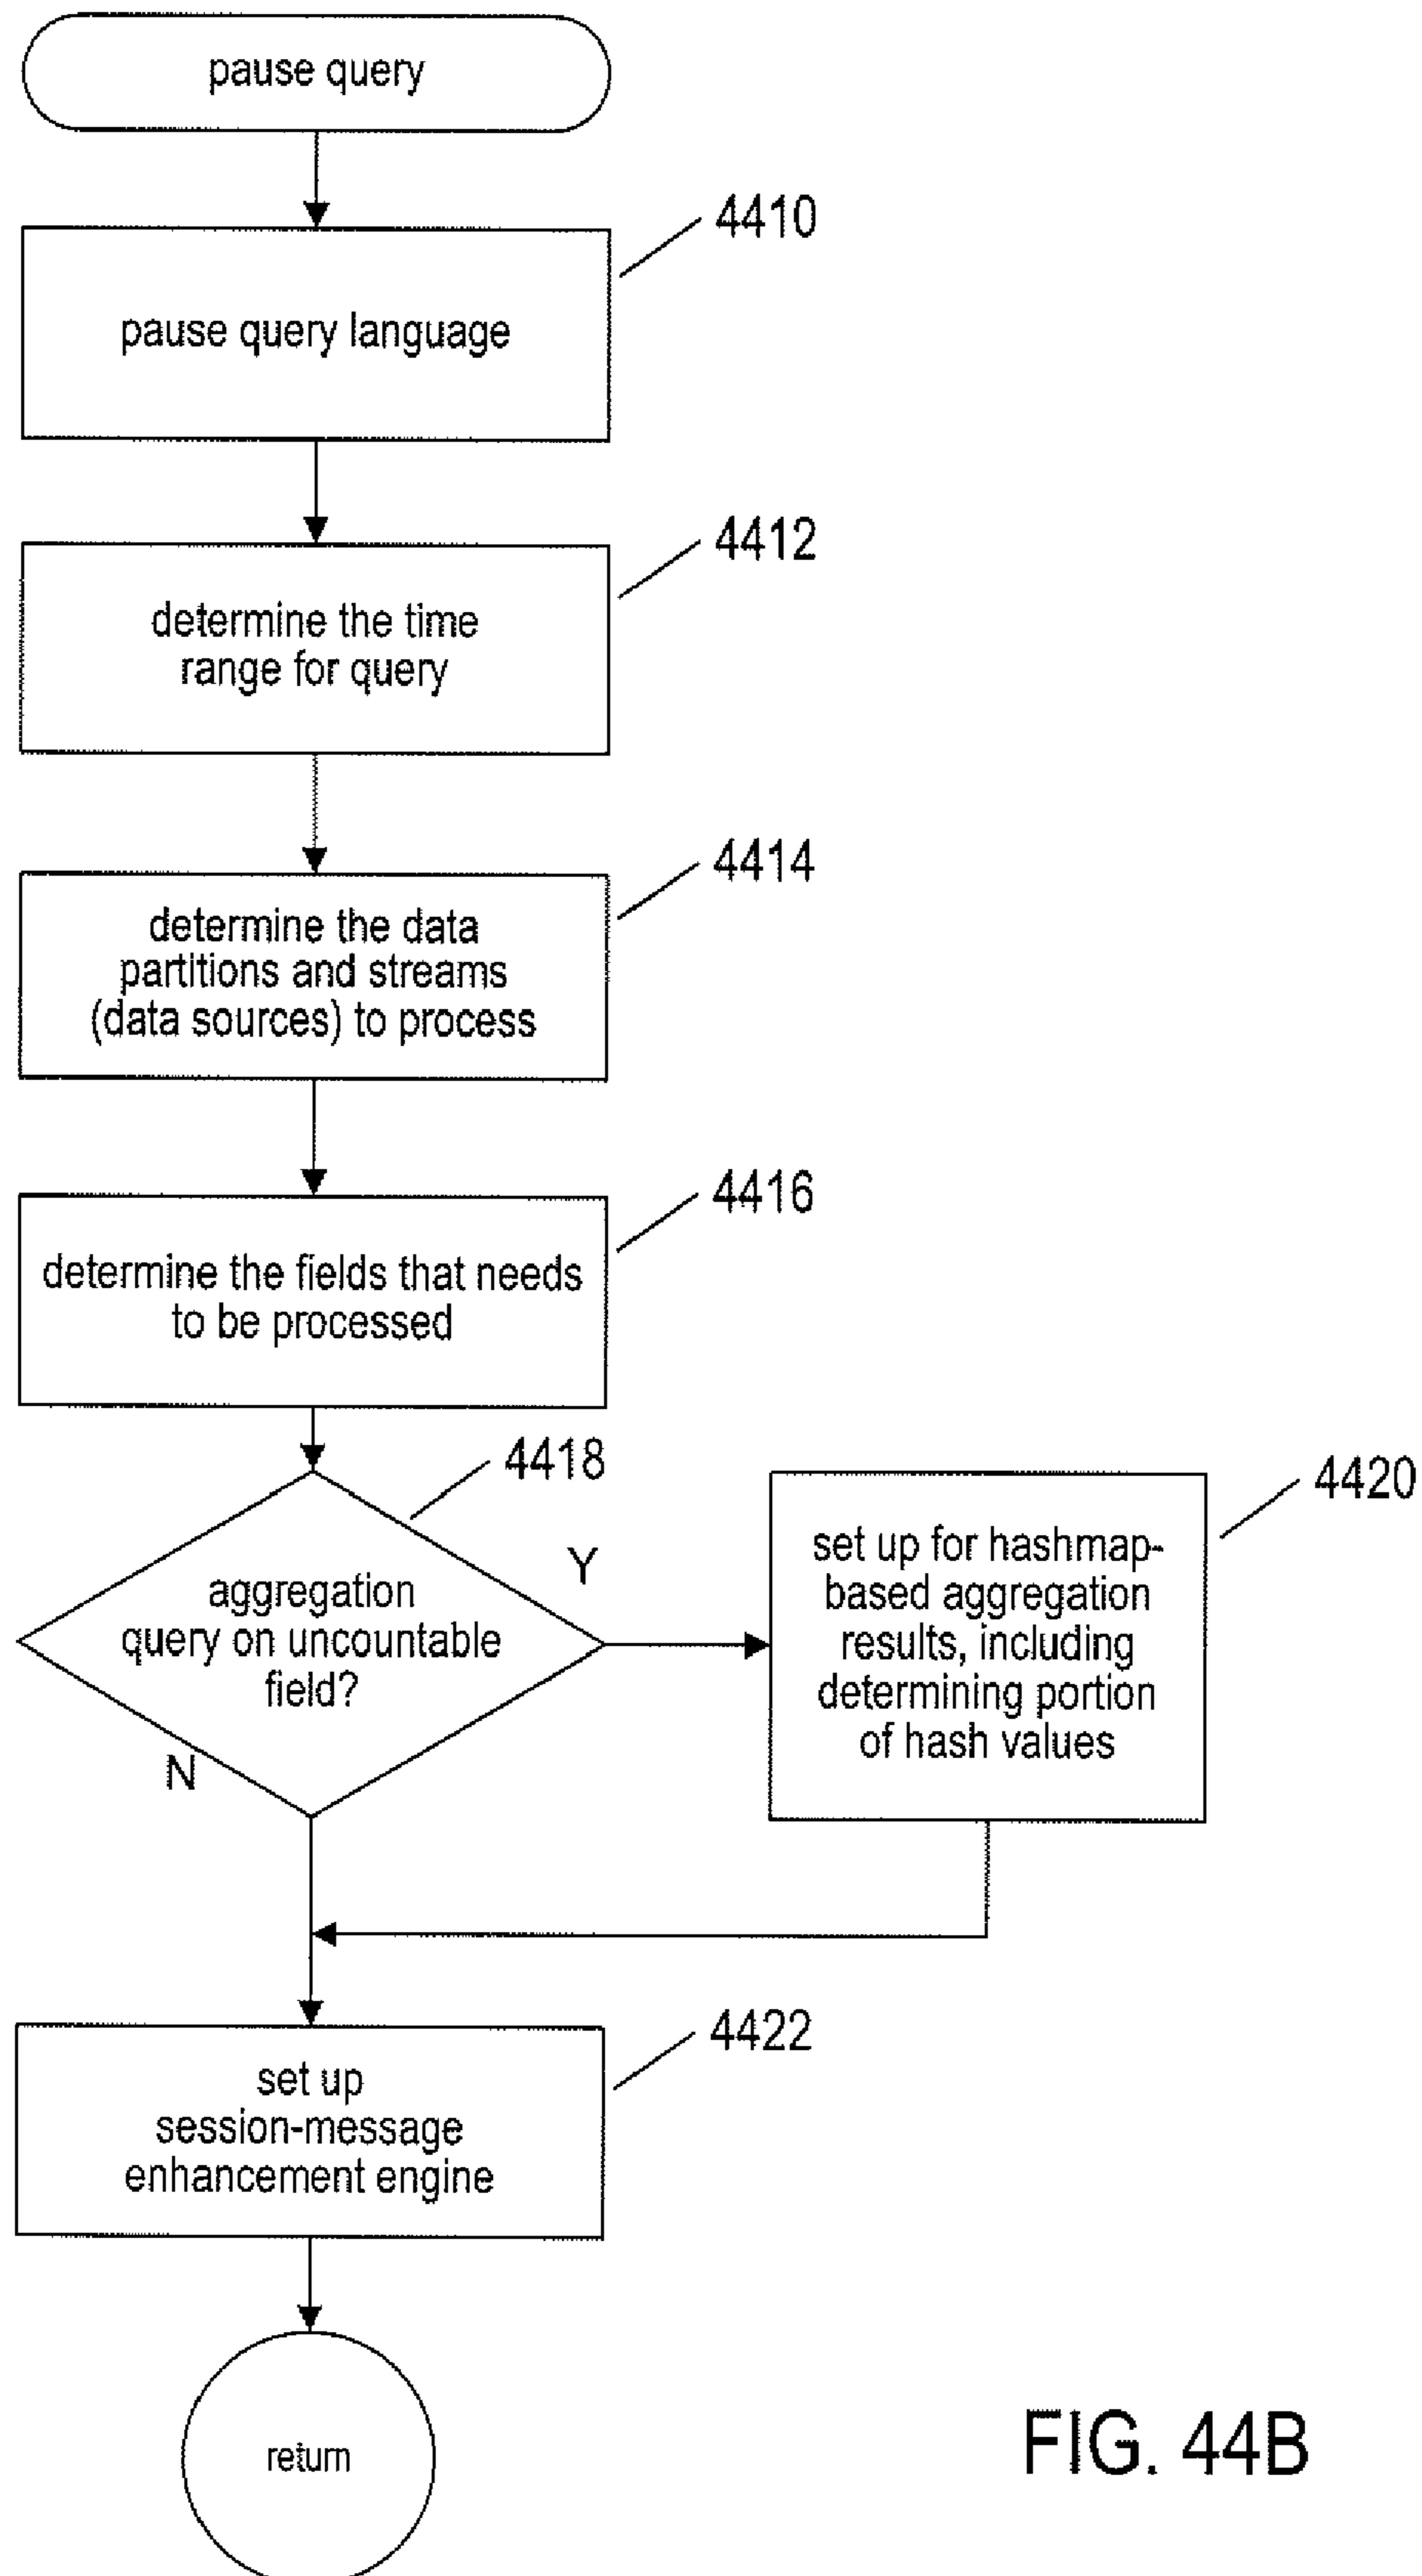 pause query
4410
pause query language
4412
determine the time
range for query
4414
determine the data
partitions and streams
(data sources) to process
4416
determine the fields that needs
to be processed
4418
aggregation
query on uncountable
field?
Y
N
4420
set up for hashmap-
based aggregation
results, including
determining portion
of hash values
4422
set up
session-message
enhancement engine
return
FIG. 44B